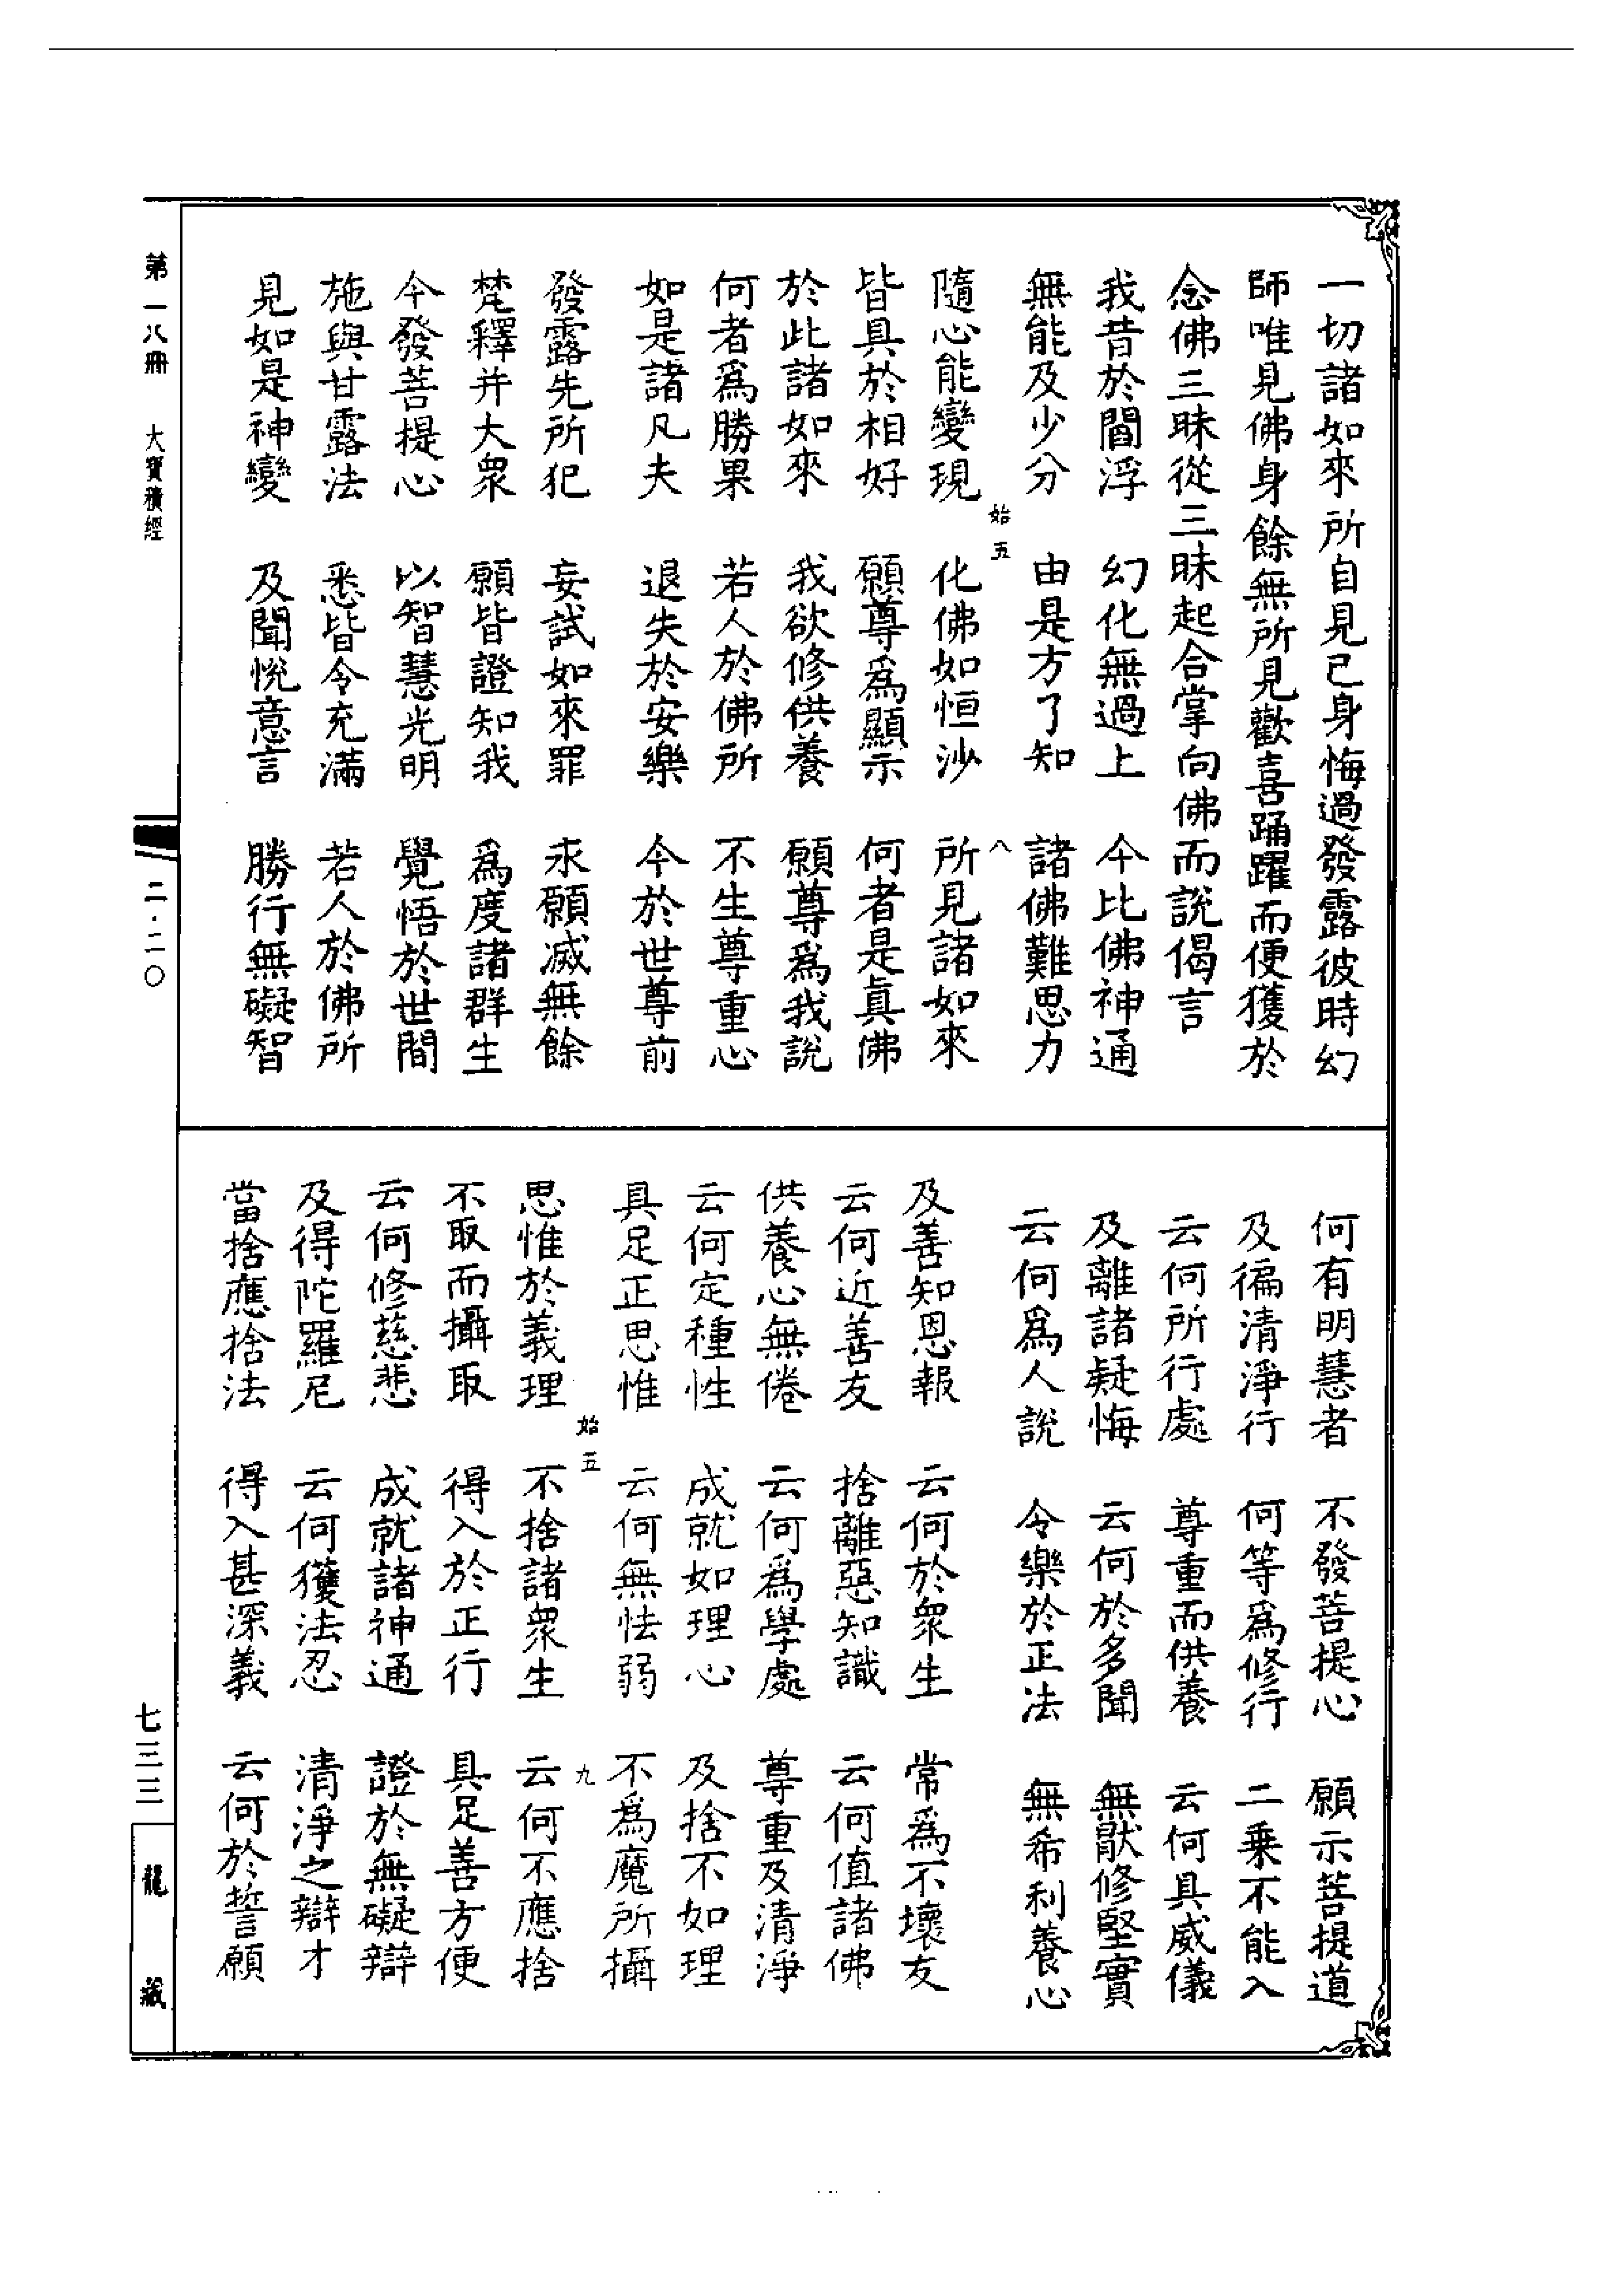 一切諸如來所自見已身悔過發露彼時幻
師唯見佛身餘無所見歡喜踊躍而便獲於
念佛三昧從三昧起合掌向佛而說偈言
我昔於閻浮　幻化無過上　今比佛神通
無能及少分　由是方了知　諸佛難思力
始五　八
隨心能變現　化佛如恒沙　所見諸如來
皆具於相好　願尊爲顯示　何者是眞佛
於此諸如來　我欲修供養　願尊爲我說
何者爲勝果　若人於佛所　不生尊重心
如是諸凡夫　退失於安樂　今於世尊前
發露先所犯　妄試如來罪　永願滅無餘
梵釋并大衆　願皆證知我　爲度諸群生
今發菩提心　以智慧光明　覺悟於世間
施與甘露法　悉皆令充滿　若人於佛所
見如是神變　及聞悅意言　勝行無礙智
何有明慧者　不發菩提心　願示菩提道
及徧清淨行　何等爲修行　二乘不能入
云何所行處　尊重而供養　云何具威儀
及離諸疑悔　云何於多聞　無猒修堅實
云何爲人說　令樂於正法　無希利養心
及善知恩報　云何於衆生　常爲不壞友
云何近善友　捨離惡知識　云何值諸佛
供養心無倦　云何爲學處　尊重及清淨
云何定種性　成就如理心　及捨不如理
具足正思惟　云何無怯弱　不爲魔所攝
始五　九
思惟於義理　不捨諸衆生　云何不應捨
不取而攝取　得入於正行　具足善方便
云何修慈悲　成就諸神通　證於無礙辯
及得陀羅尼　云何獲法忍　清淨之辯才
當捨應捨法　得入甚深義　云何於誓願
第一八冊　大寶積經　二·二〇　七三三　龍藏